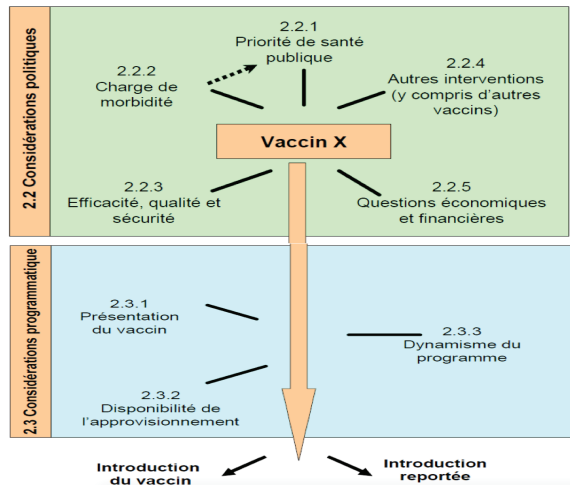 2.2 Considérations politiques
2.2.1
Priorité de santé
publique
2.2.2
Charge de
morbidité
2.2.4
Autres interventions
(y compris d'autres
vaccins)
Vaccin X
2.2.3
Efficacité, qualité et
sécurité
2.2.5
Questions économiques
et financières
2.3 Considérations programmatique
2.3.1
Présentation
du vaccin
2.3.3
Dynamisme du
programme
2.3.2
Disponibilité de
l'approvisionnement
Introduction
du vaccin
Introduction
reportée